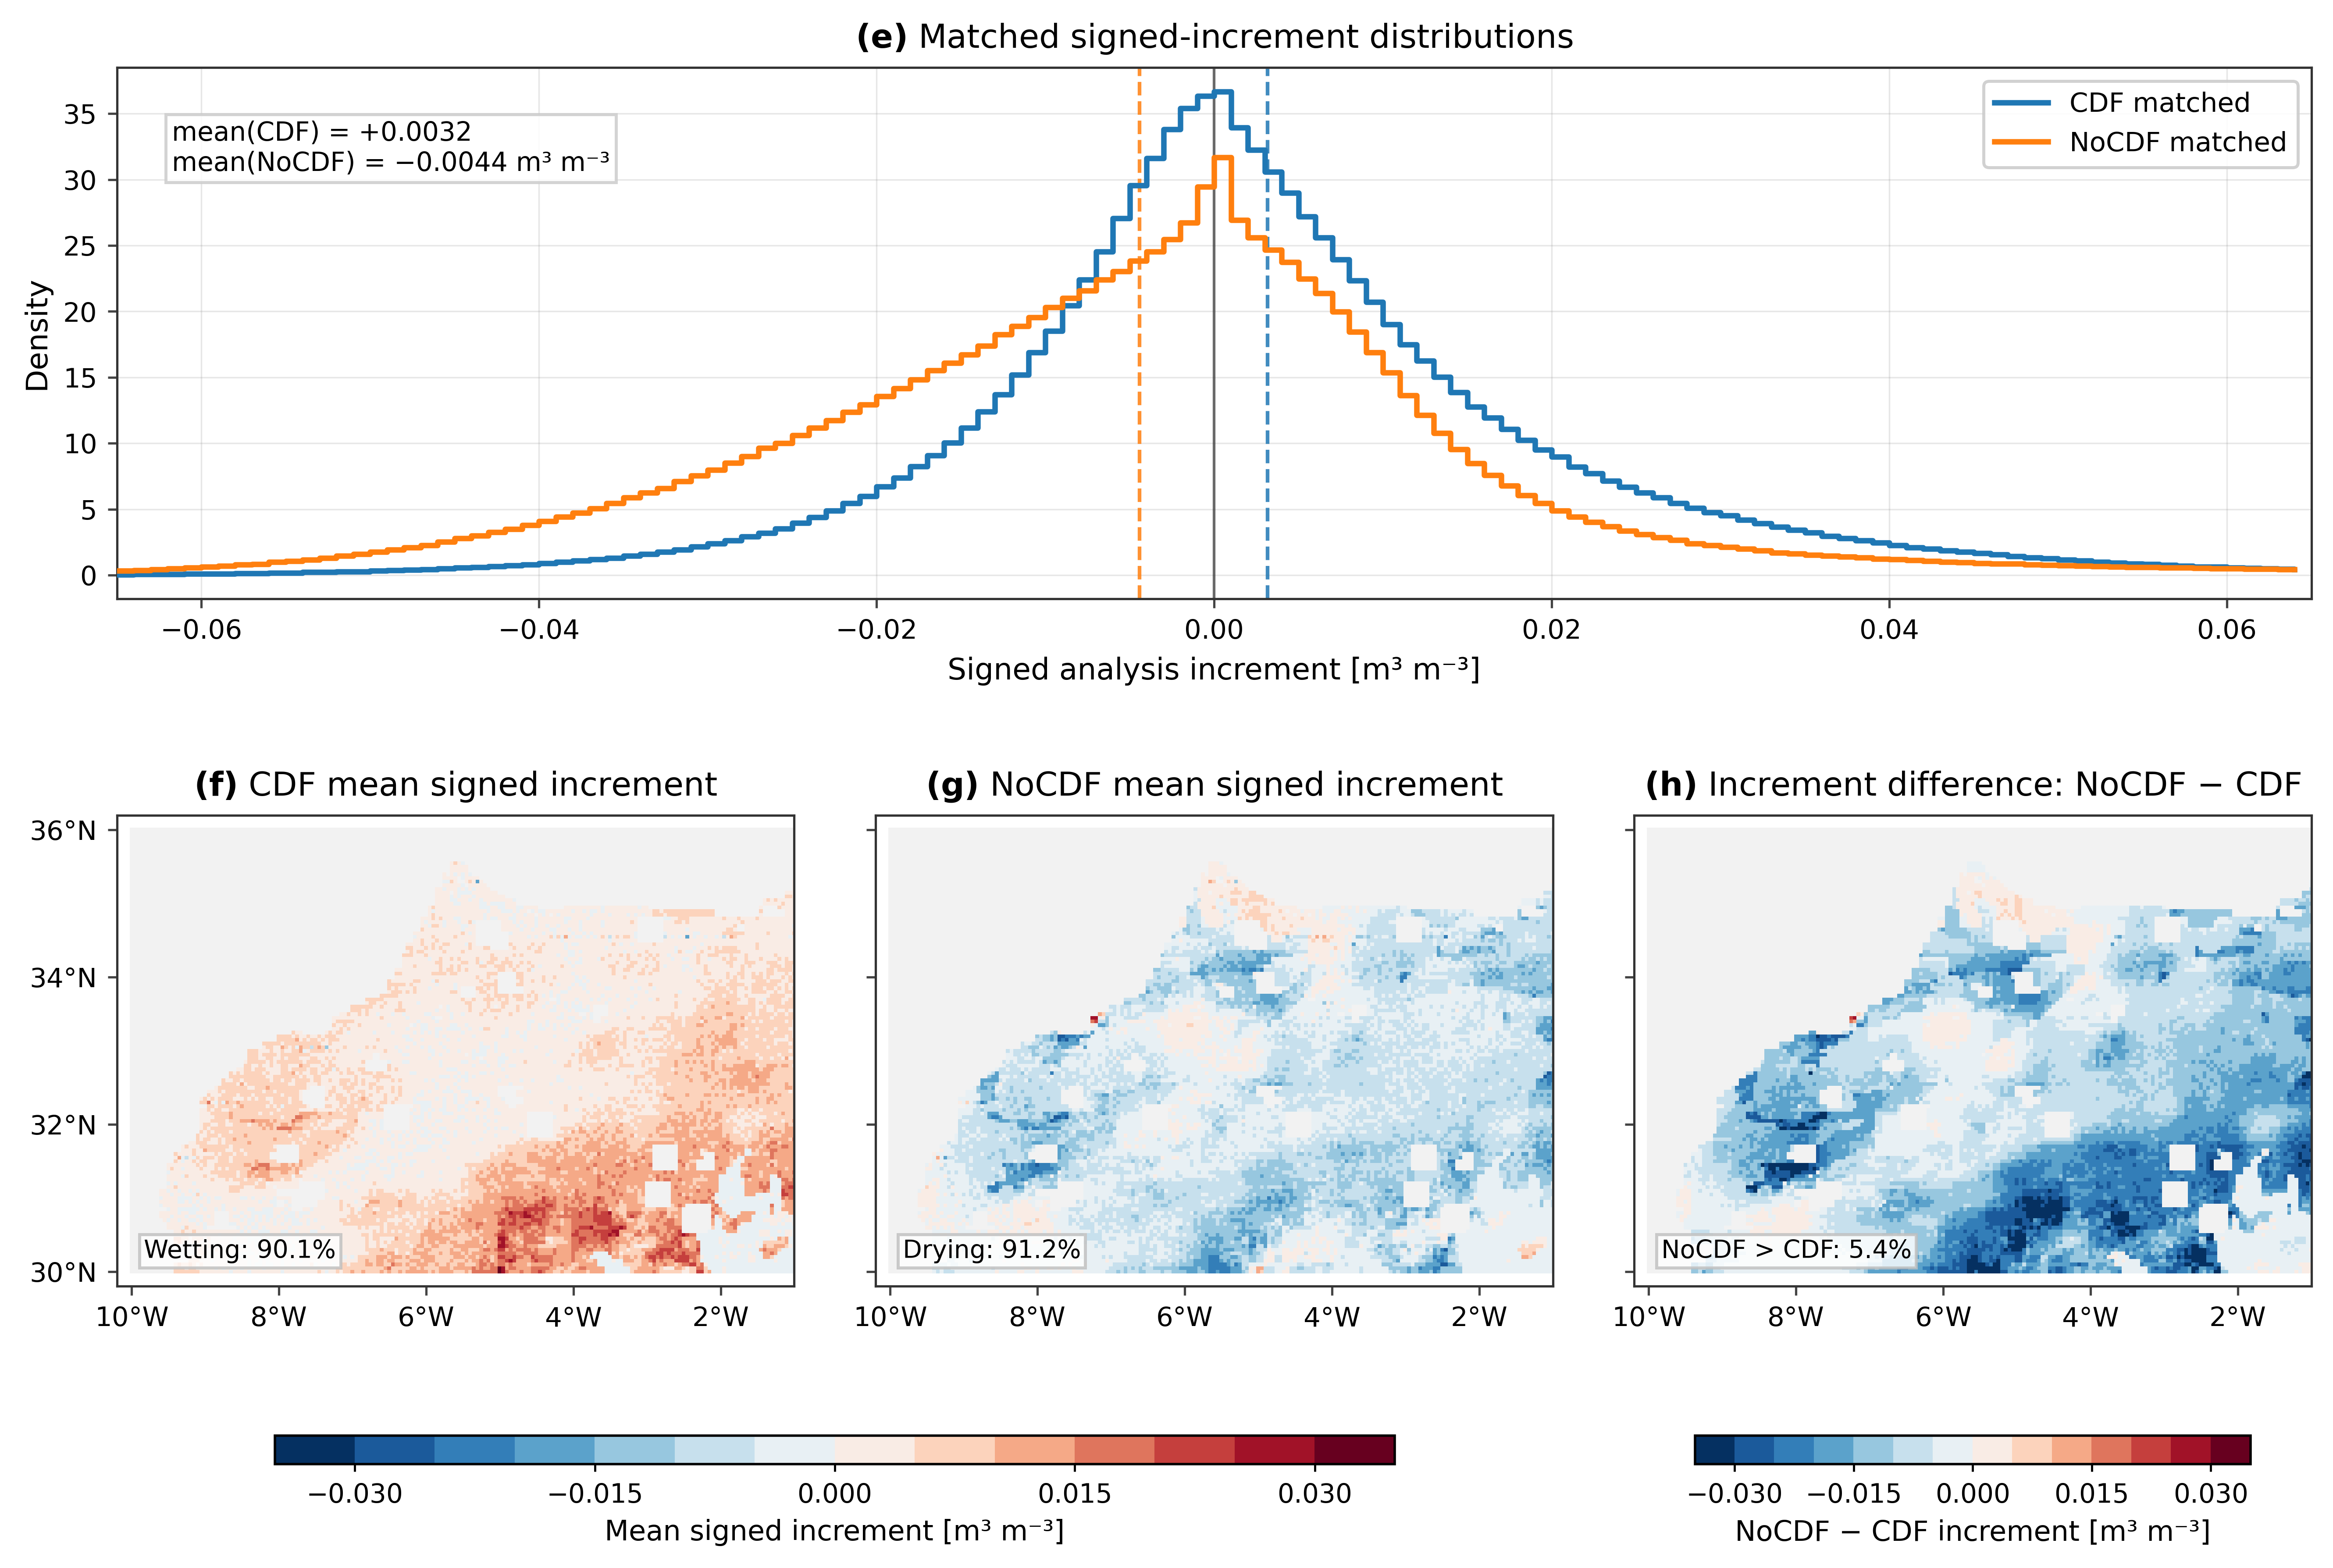 (e) Matched signed-increment distributions
mean(CDF) = +0.0032
mean(NoCDF) = −0.0044 m³ m⁻³
CDF matched
NoCDF matched
Density
35
30
25
20
15
10
5
0
−0.06
−0.04
−0.02
0.00
0.02
0.04
0.06
Signed analysis increment [m³ m⁻³]
(f) CDF mean signed increment
(g) NoCDF mean signed increment
(h) Increment difference: NoCDF − CDF
36°N
34°N
32°N
30°N
Wetting: 90.1%
Drying: 91.2%
NoCDF > CDF: 5.4%
10°W
8°W
6°W
4°W
2°W
10°W
8°W
6°W
4°W
2°W
10°W
8°W
6°W
4°W
2°W
−0.030
−0.015
0.000
0.015
0.030
Mean signed increment [m³ m⁻³]
−0.030
−0.015
0.000
0.015
0.030
NoCDF − CDF increment [m³ m⁻³]